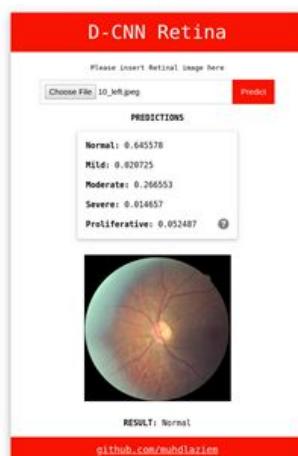 D-CNN Retina
Please insert Retinal image here
Choose File 10_left.jpeg Predict
PREDICTIONS
Normal: 0.645578
Mild: 0.020725
Moderate: 0.266553
Severe: 0.014657
Proliferative: 0.052487 ?
RESULT: Normal
github.com/muhdlaziem